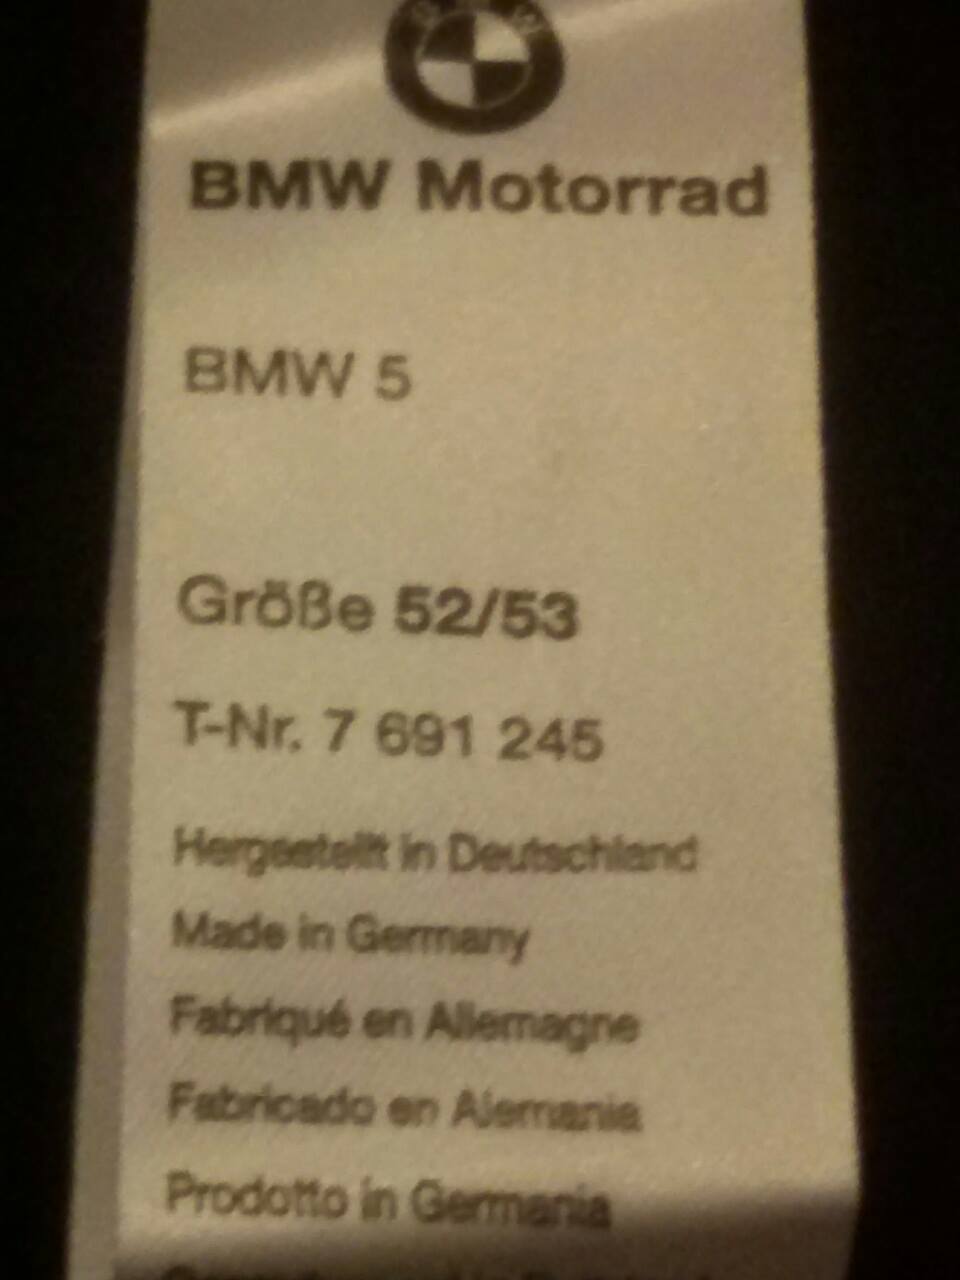 BMW
BMW Motorrad
BMW 5
Größe 52/53
T-Nr. 7 691 245
Hergestellt in Deutschland
Made in Germany
Fabriqué en Allemagne
Fabricado en Alemania
Prodotto in Germania